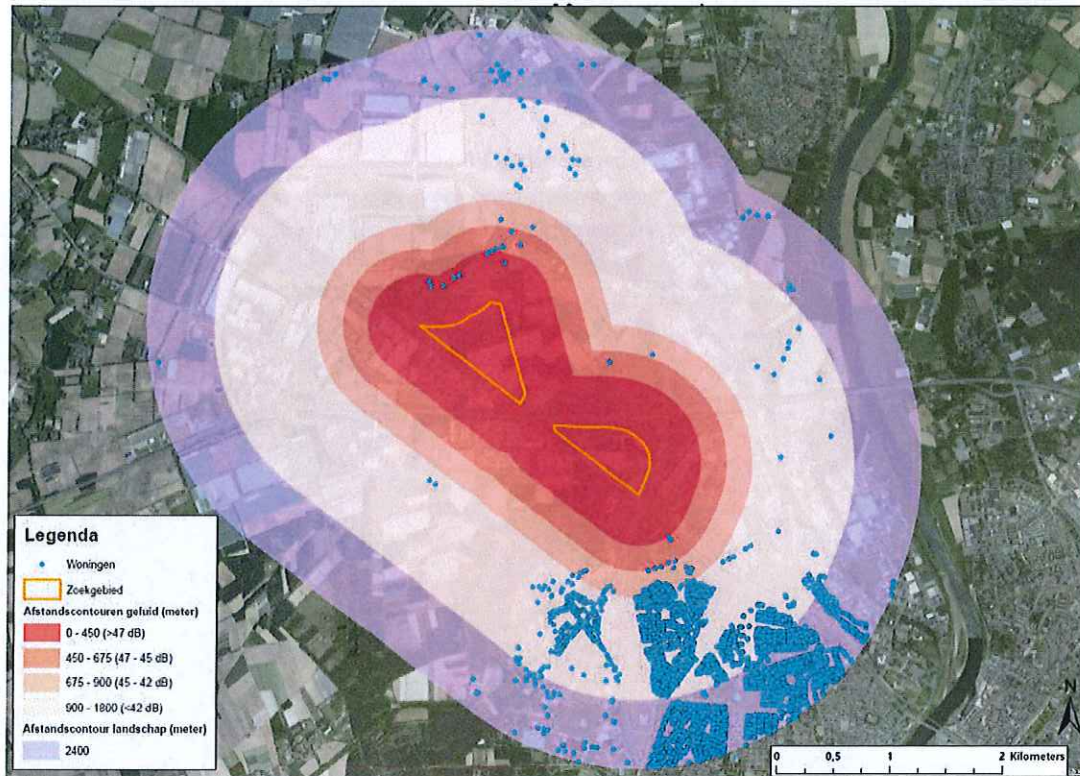 Legenda
Woningen
Zoekgebied
Afstandscontouren geluid (meter)
0 - 450 (>47 dB)
450 - 675 (47 - 45 dB)
675 - 900 (45 - 42 dB)
900 - 1800 (<42 dB)
Afstandscontour landschap (meter)
2400
N
0 0,5 1 2 Kilometers